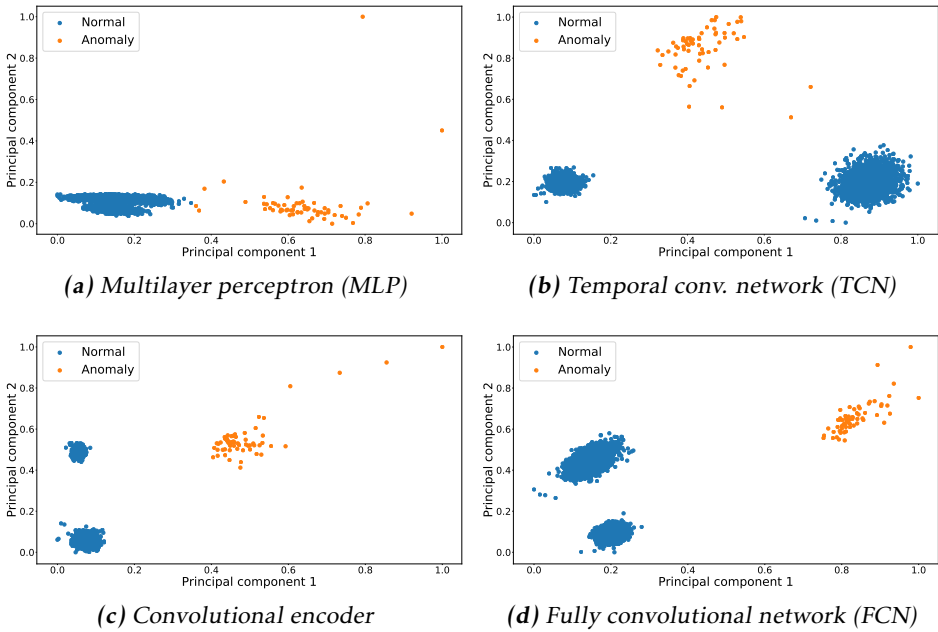 Normal
Anomaly
Principal component 2
1.0
0.8
0.6
0.4
0.2
0.0
0.0 0.2 0.4 0.6 0.8 1.0
Principal component 1
(a) Multilayer perceptron (MLP)
Normal
Anomaly
Principal component 2
1.0
0.8
0.6
0.4
0.2
0.0
0.0 0.2 0.4 0.6 0.8 1.0
Principal component 1
(b) Temporal conv. network (TCN)
Normal
Anomaly
Principal component 2
1.0
0.8
0.6
0.4
0.2
0.0
0.0 0.2 0.4 0.6 0.8 1.0
Principal component 1
(c) Convolutional encoder
Normal
Anomaly
Principal component 2
1.0
0.8
0.6
0.4
0.2
0.0
0.0 0.2 0.4 0.6 0.8 1.0
Principal component 1
(d) Fully convolutional network (FCN)